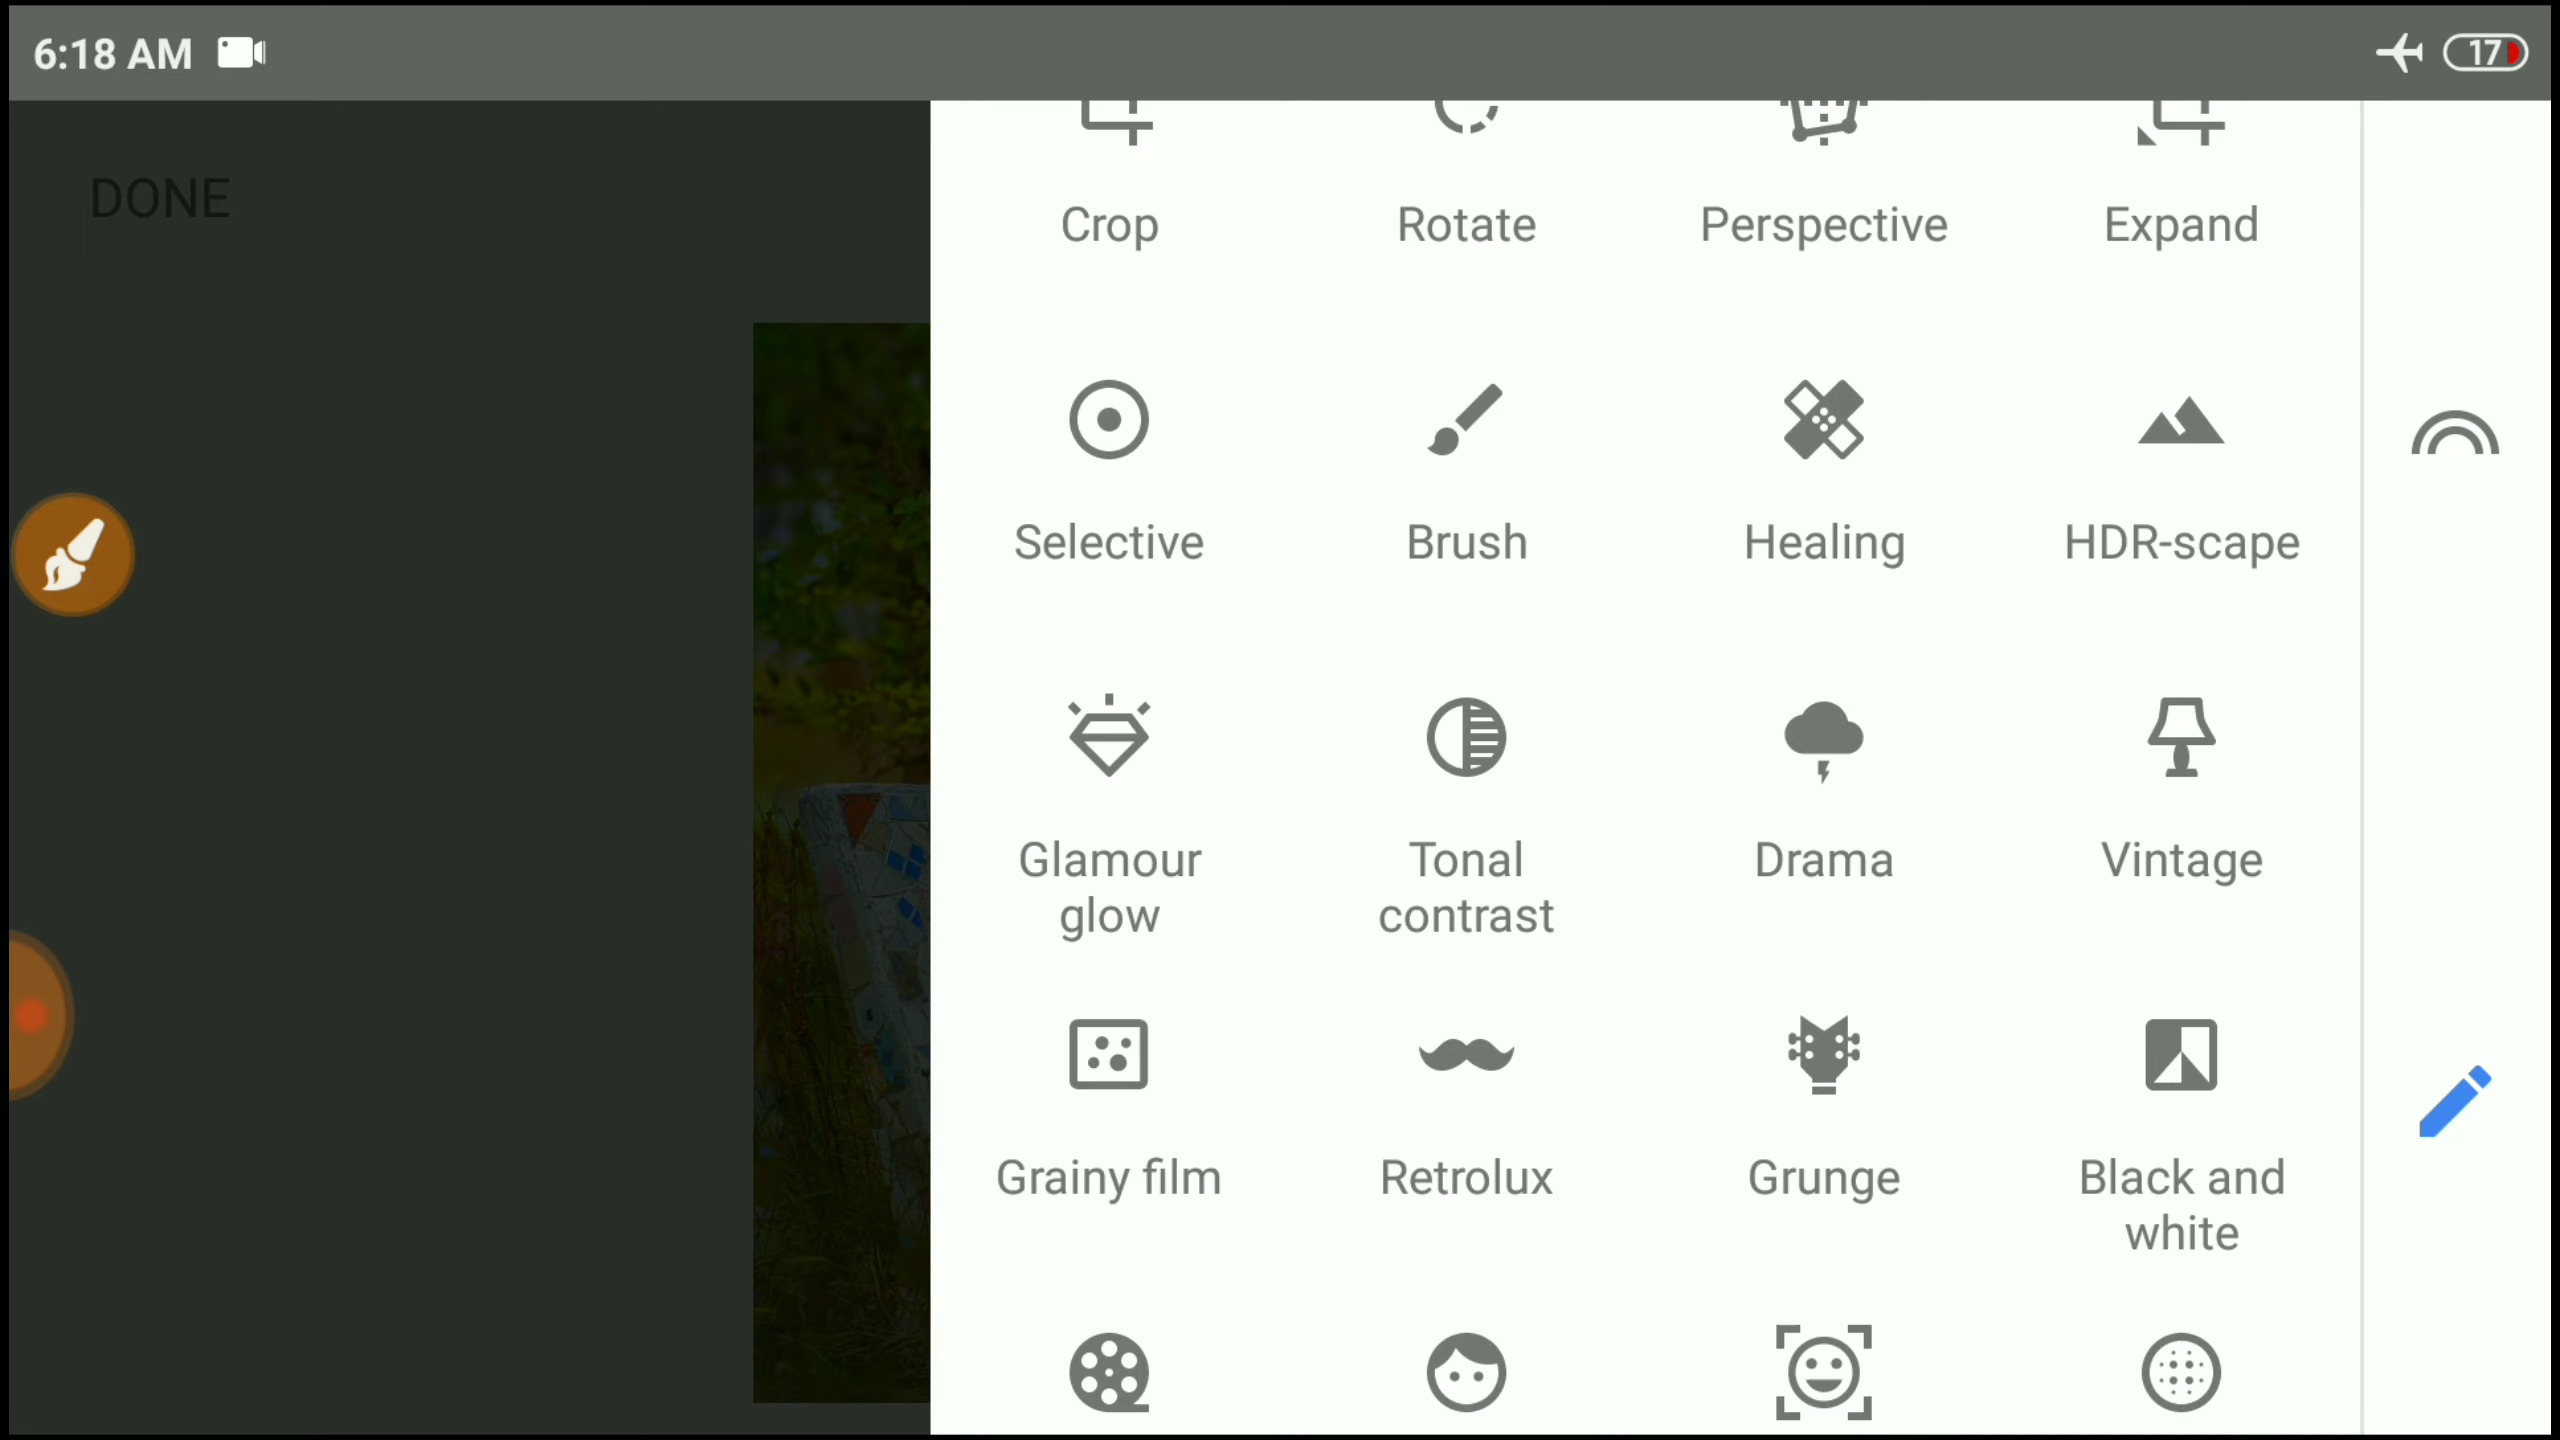 6:18 AM
17
DONE
Crop
Rotate
Perspective
Expand
Selective
Brush
Healing
HDR-scape
Glamour
glow
Tonal
contrast
Drama
Vintage
Grainy film
Retrolux
Grunge
Black and
white